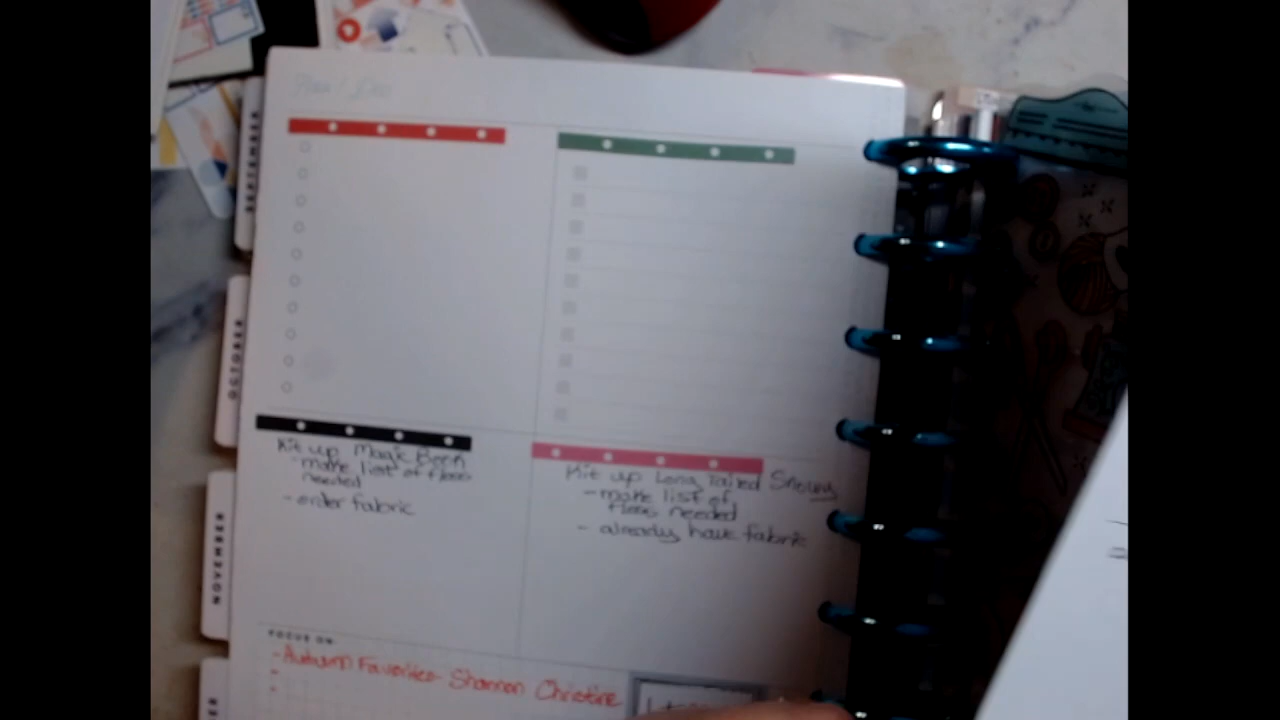 SEPTEMBER
OCTOBER
NOVEMBER
Kit up Magic Book
- make list of floss
needed
- order fabric
Kit up Long Tailed Snowy
- make list of
floss needed
- already have fabric
FOCUS ON
- Autumn Favorites - Shannon Christine